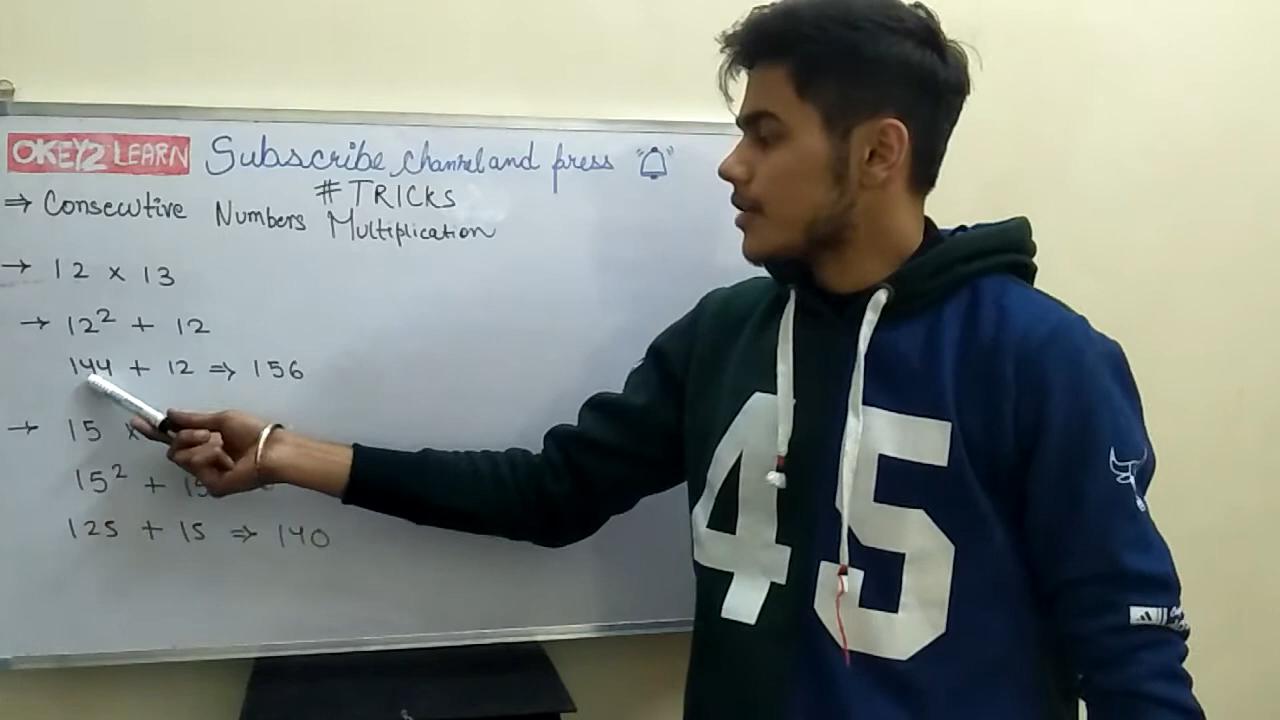 OKEY2 LEARN Subscribe channel and press
# TRICKS
⇒ Consecutive Numbers Multiplication
→ 12 x 13
→ 12² + 12
144 + 12 ⇒ 156
→ 15 x
15² + 15
125 + 15 ⇒ 140
45